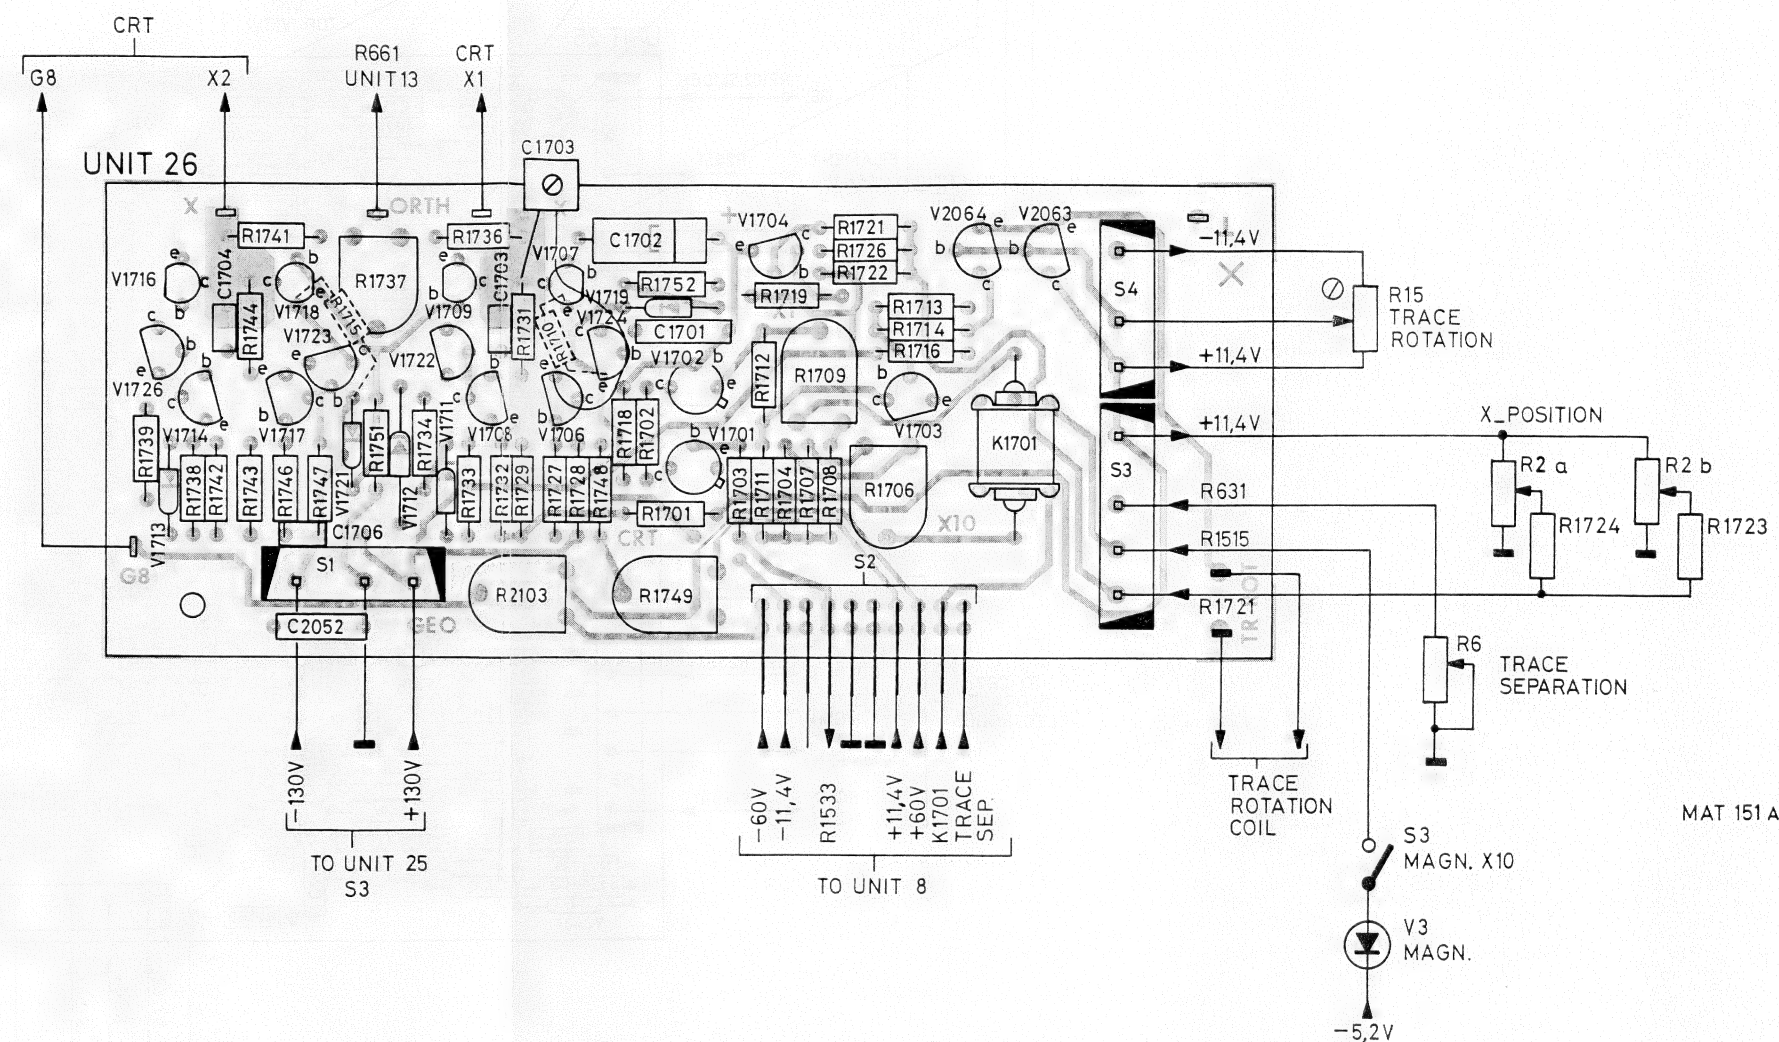 CRT
G8
X2
R661
UNIT 13
CRT
X1
C1703
UNIT 26
X
ORTH
X
+
R1741
R1736
V1707
C1702
V1704
R1721
R1726
R1722
V2064
V2063
-11,4V
V1716
C1704
R1737
C1703
R1752
R1719
X1
S4
R15
TRACE
ROTATION
V1718
R1715
V1709
R1731
V1719
R1710
V1724
C1701
R1713
R1714
R1716
R1744
V1723
V1722
V1702
R1712
R1709
+11,4V
V1726
X_POSITION
+11,4V
R1739
V1714
V1717
R1751
R1734
V1711
V1708
V1706
R1718
R1702
V1701
V1703
K1701
S3
R2 a
R2 b
R1738
R1742
R1743
R1746
R1747
V1721
V1712
R1733
R1732
R1729
R1727
R1728
R1748
R1703
R1711
R1704
R1707
R1708
R1706
R631
R1724
R1723
V1713
C1706
R1701
CRT
X10
R1515
G8
S1
R2103
R1749
S2
R1721
TR ROT
C2052
GEO
R6
TRACE
SEPARATION
-130V
+130V
-60V
-11,4V
R1533
+11,4V
+60V
K1701
TRACE
SEP.
TRACE
ROTATION
COIL
TO UNIT 25
S3
TO UNIT 8
MAT 151 A
S3
MAGN. X10
V3
MAGN.
-5,2V